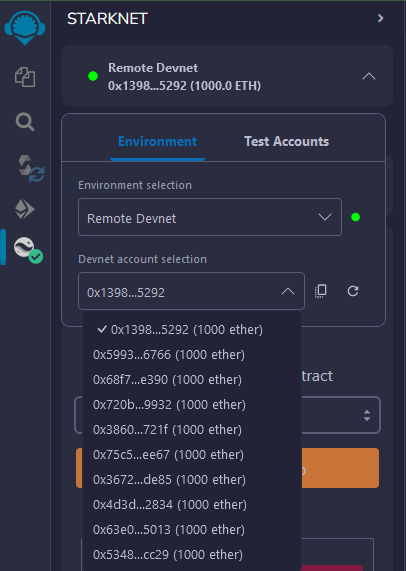 STARKNET
Remote Devnet
0x1398...5292 (1000.0 ETH)
Environment
Test Accounts
Environment selection
Remote Devnet
Devnet account selection
0x1398...5292
0x1398...5292 (1000 ether)
0x5993...6766 (1000 ether)
0x68f7...e390 (1000 ether)
0x720b...9932 (1000 ether)
0x3860...721f (1000 ether)
0x75c5...ee67 (1000 ether)
0x3672...de85 (1000 ether)
0x4d3d...2834 (1000 ether)
0x63e0...5013 (1000 ether)
0x5348...cc29 (1000 ether)